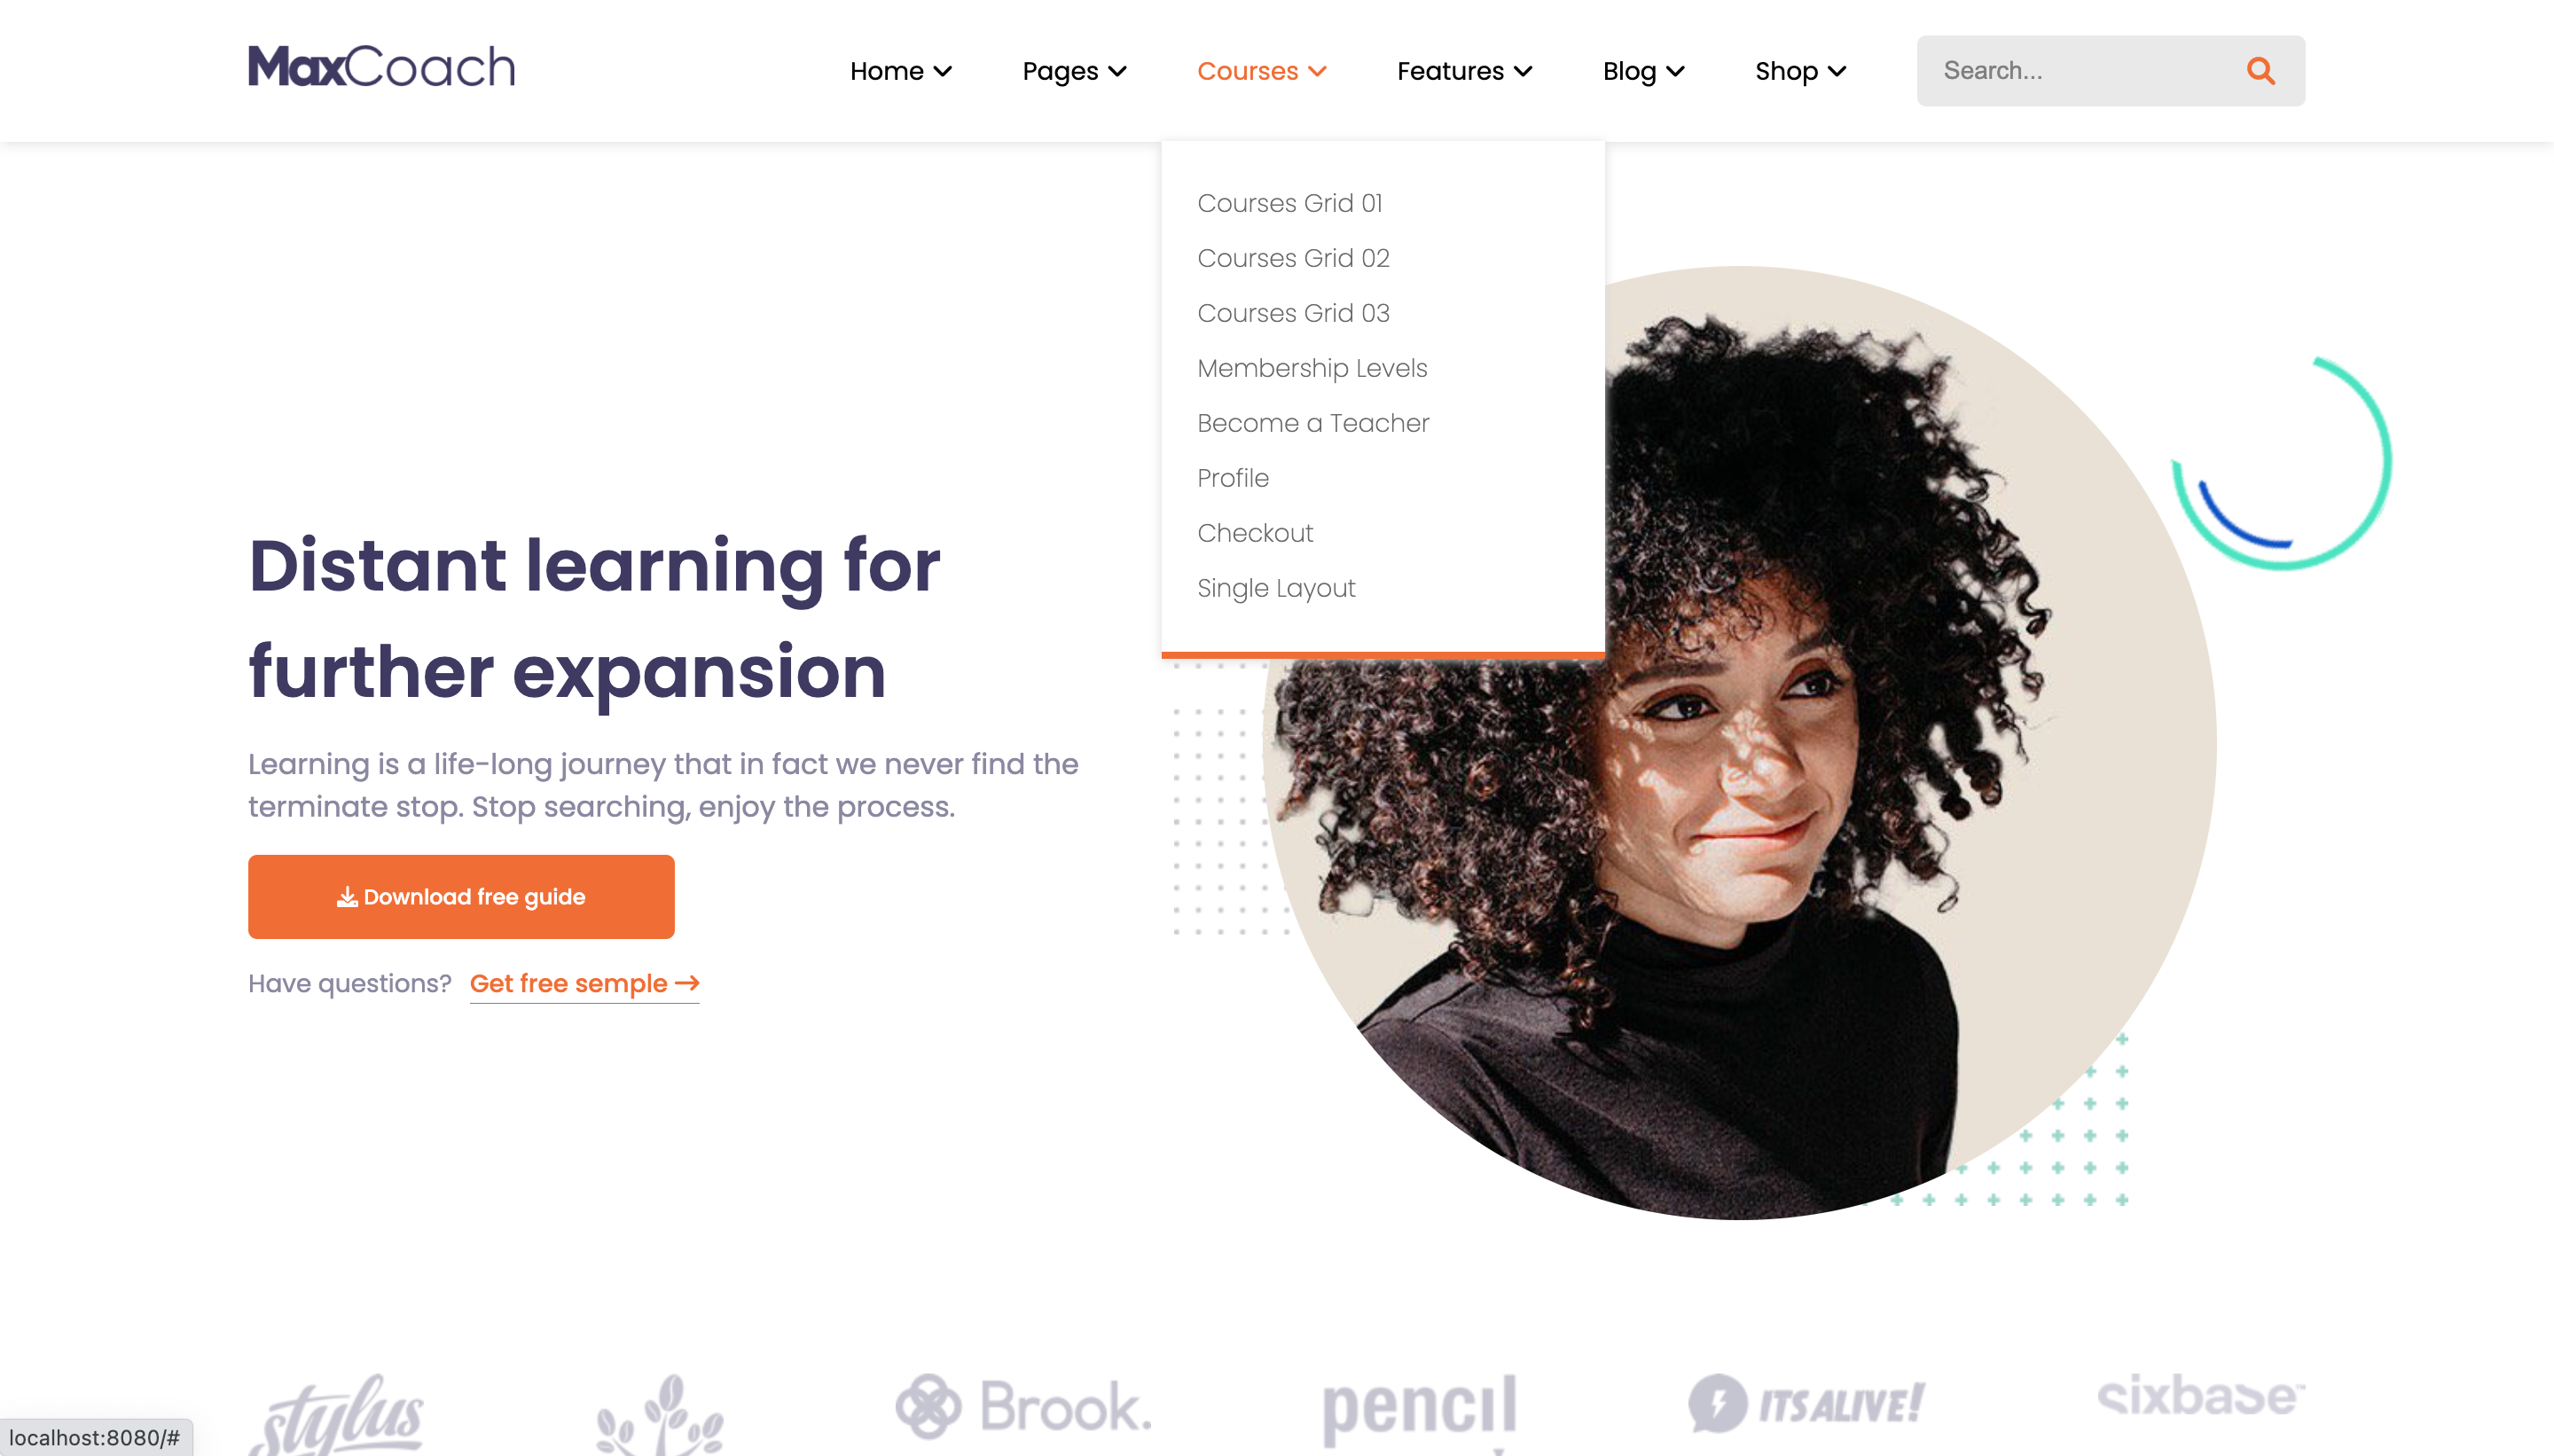 MaxCoach
Home
Pages
Courses
Features
Blog
Shop
Search...
Courses Grid 01
Courses Grid 02
Courses Grid 03
Membership Levels
Become a Teacher
Profile
Checkout
Single Layout
Distant learning for
further expansion
Learning is a life-long journey that in fact we never find the
terminate stop. Stop searching, enjoy the process.
Download free guide
Have questions? Get free semple →
stylus
Brook.
pencil
ITS ALIVE!
sixbase™
localhost:8080/#